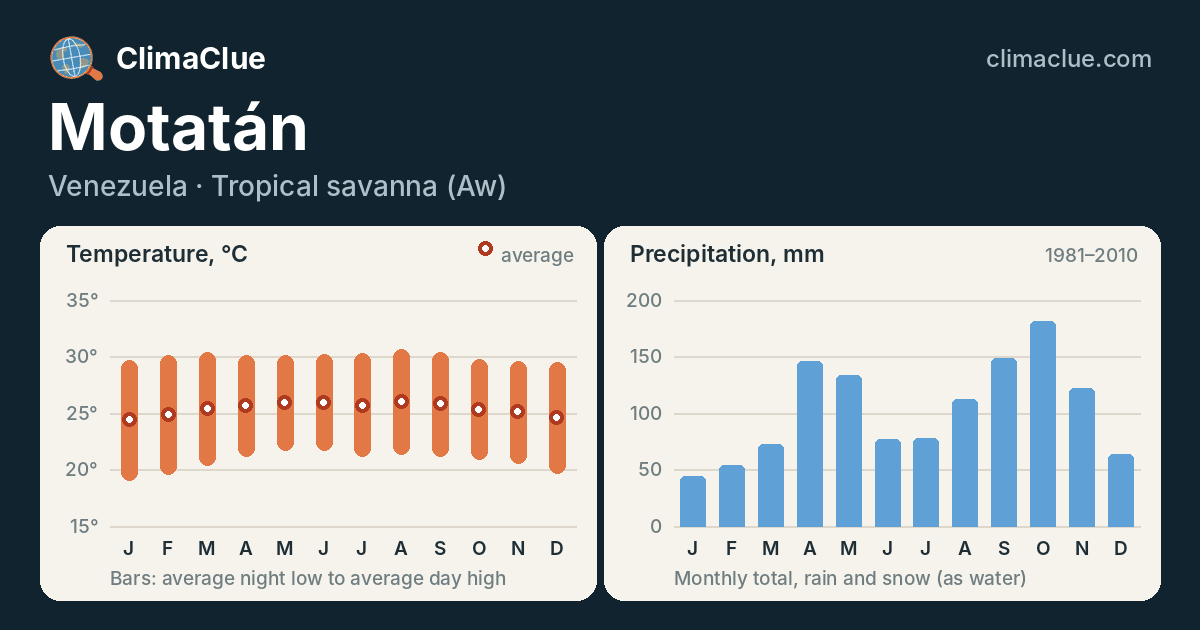 ClimaClue
climaclue.com
Motatán
Venezuela · Tropical savanna (Aw)
Temperature, °C
average
35°
30°
25°
20°
15°
J F M A M J J A S O N D
Bars: average night low to average day high
Precipitation, mm
1981–2010
200
150
100
50
0
J F M A M J J A S O N D
Monthly total, rain and snow (as water)